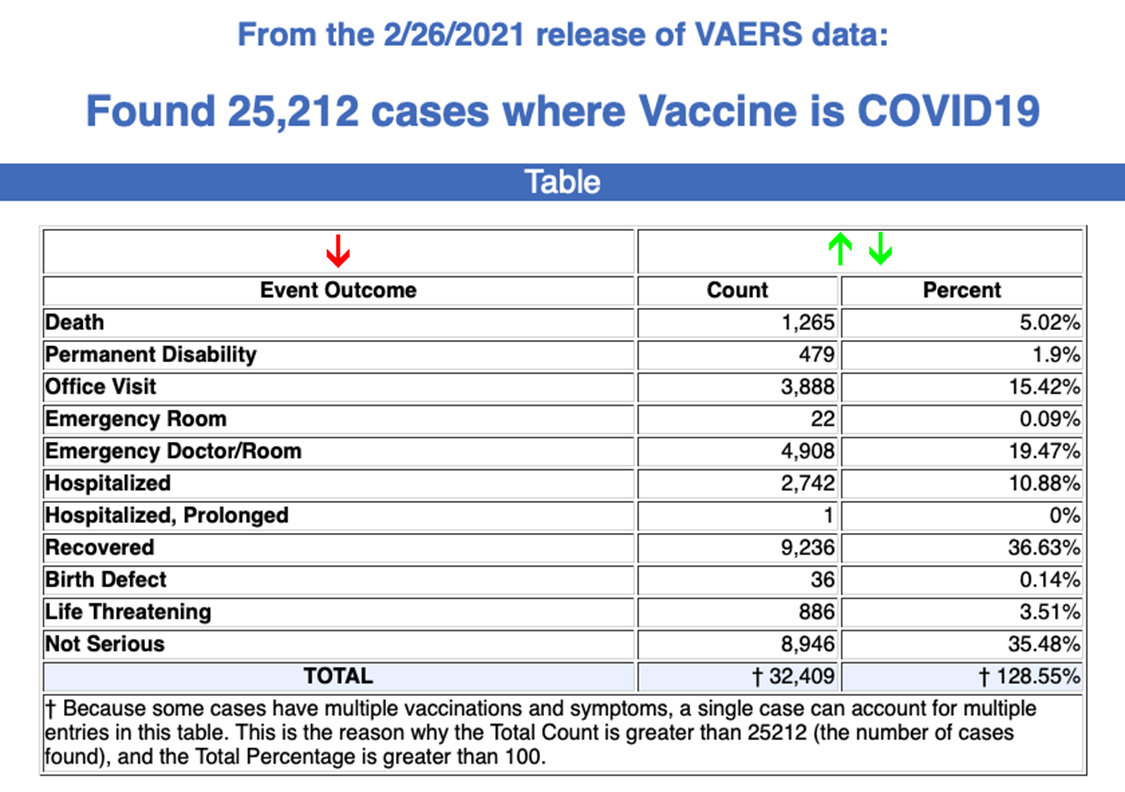 From the 2/26/2021 release of VAERS data:
Found 25,212 cases where Vaccine is COVID19
Table
Event Outcome Count Percent
Death 1,265 5.02%
Permanent Disability 479 1.9%
Office Visit 3,888 15.42%
Emergency Room 22 0.09%
Emergency Doctor/Room 4,908 19.47%
Hospitalized 2,742 10.88%
Hospitalized, Prolonged 1 0%
Recovered 9,236 36.63%
Birth Defect 36 0.14%
Life Threatening 886 3.51%
Not Serious 8,946 35.48%
TOTAL † 32,409 † 128.55%
† Because some cases have multiple vaccinations and symptoms, a single case can account for multiple
entries in this table. This is the reason why the Total Count is greater than 25212 (the number of cases
found), and the Total Percentage is greater than 100.